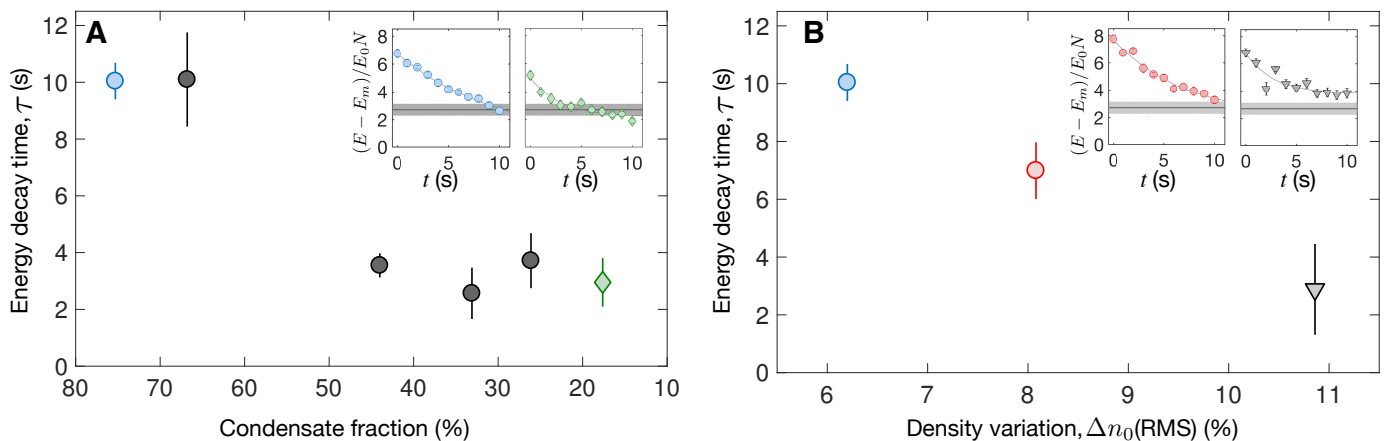 A
Energy decay time, 𝒯 (s)
12
10
8
6
4
2
0
80 70 60 50 40 30 20 10
Condensate fraction (%)
(E − E_m)/E_0N
8
6
4
2
0
0 5 10
t (s)
0 5 10
t (s)
B
Energy decay time, 𝒯 (s)
12
10
8
6
4
2
0
6 7 8 9 10 11
Density variation, Δn_0(RMS) (%)
(E − E_m)/E_0N
8
6
4
2
0
0 5 10
t (s)
0 5 10
t (s)